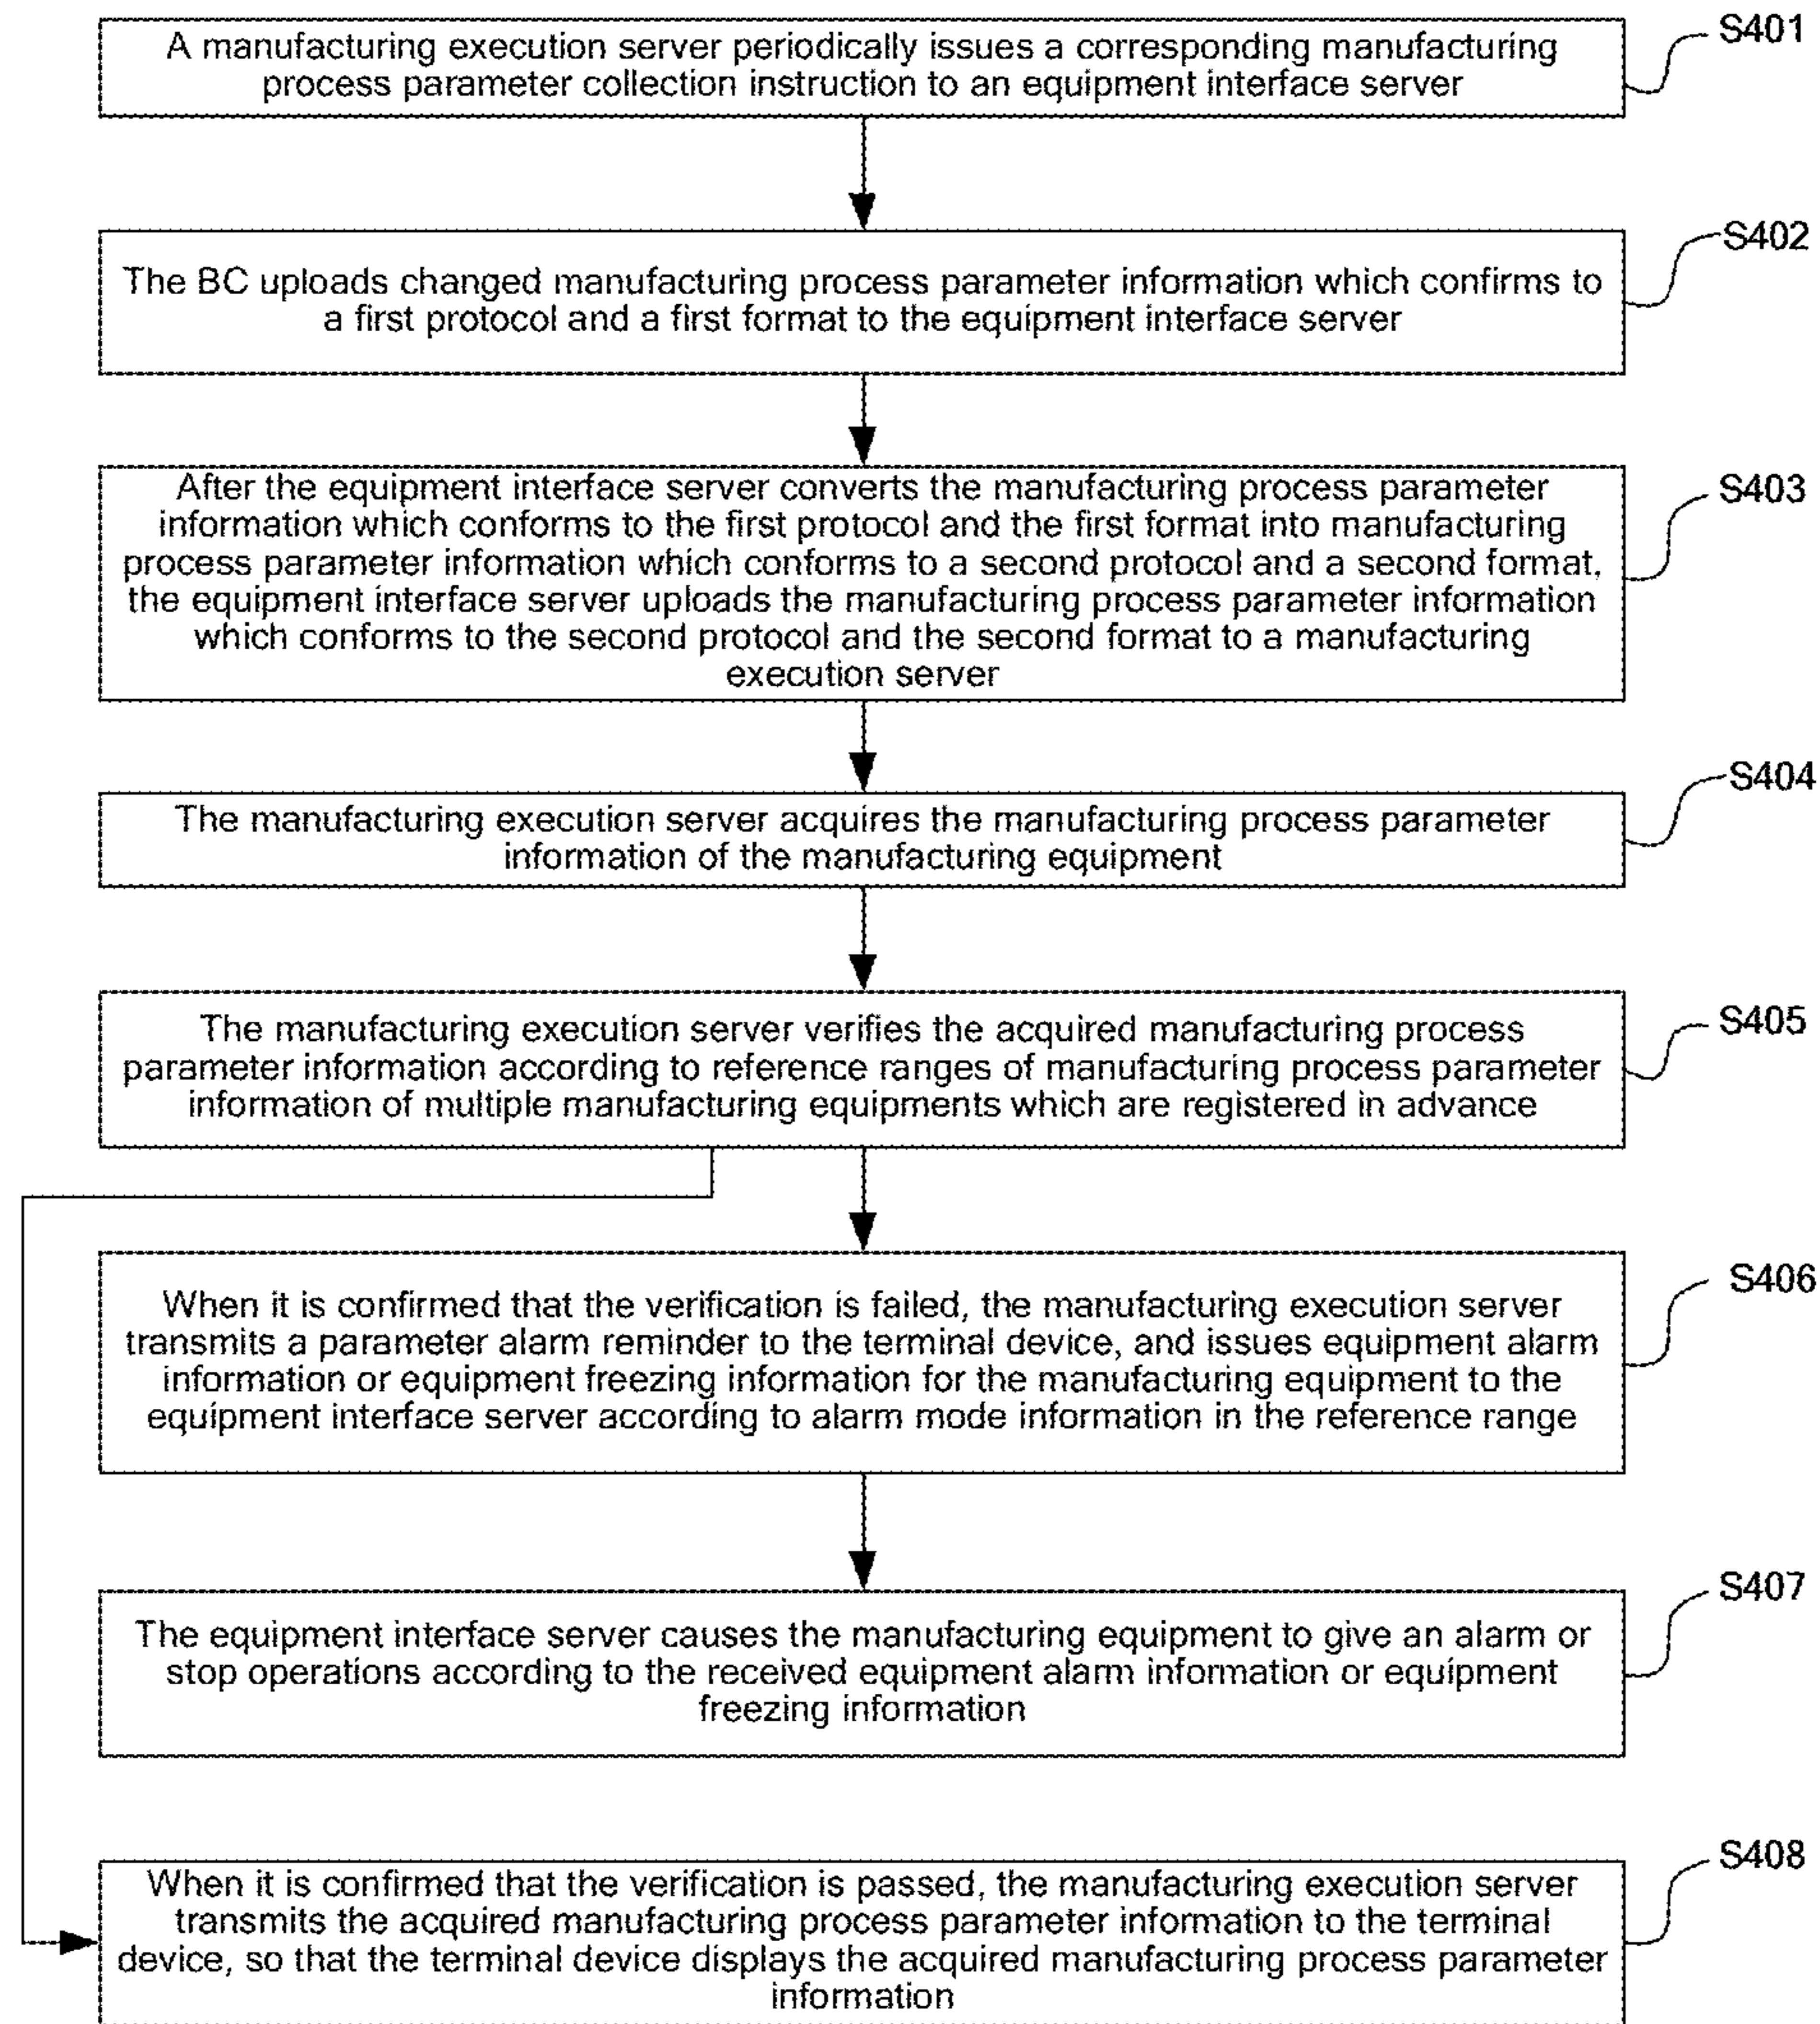 A manufacturing execution server periodically issues a corresponding manufacturing
process parameter collection instruction to an equipment interface server
S401
The BC uploads changed manufacturing process parameter information which confirms to
a first protocol and a first format to the equipment interface server
S402
After the equipment interface server converts the manufacturing process parameter
information which conforms to the first protocol and the first format into manufacturing
process parameter information which conforms to a second protocol and a second format,
the equipment interface server uploads the manufacturing process parameter information
which conforms to the second protocol and the second format to a manufacturing
execution server
S403
The manufacturing execution server acquires the manufacturing process parameter
information of the manufacturing equipment
S404
The manufacturing execution server verifies the acquired manufacturing process
parameter information according to reference ranges of manufacturing process parameter
information of multiple manufacturing equipments which are registered in advance
S405
When it is confirmed that the verification is failed, the manufacturing execution server
transmits a parameter alarm reminder to the terminal device, and issues equipment alarm
information or equipment freezing information for the manufacturing equipment to the
equipment interface server according to alarm mode information in the reference range
S406
The equipment interface server causes the manufacturing equipment to give an alarm or
stop operations according to the received equipment alarm information or equipment
freezing information
S407
When it is confirmed that the verification is passed, the manufacturing execution server
transmits the acquired manufacturing process parameter information to the terminal
device, so that the terminal device displays the acquired manufacturing process parameter
information
S408